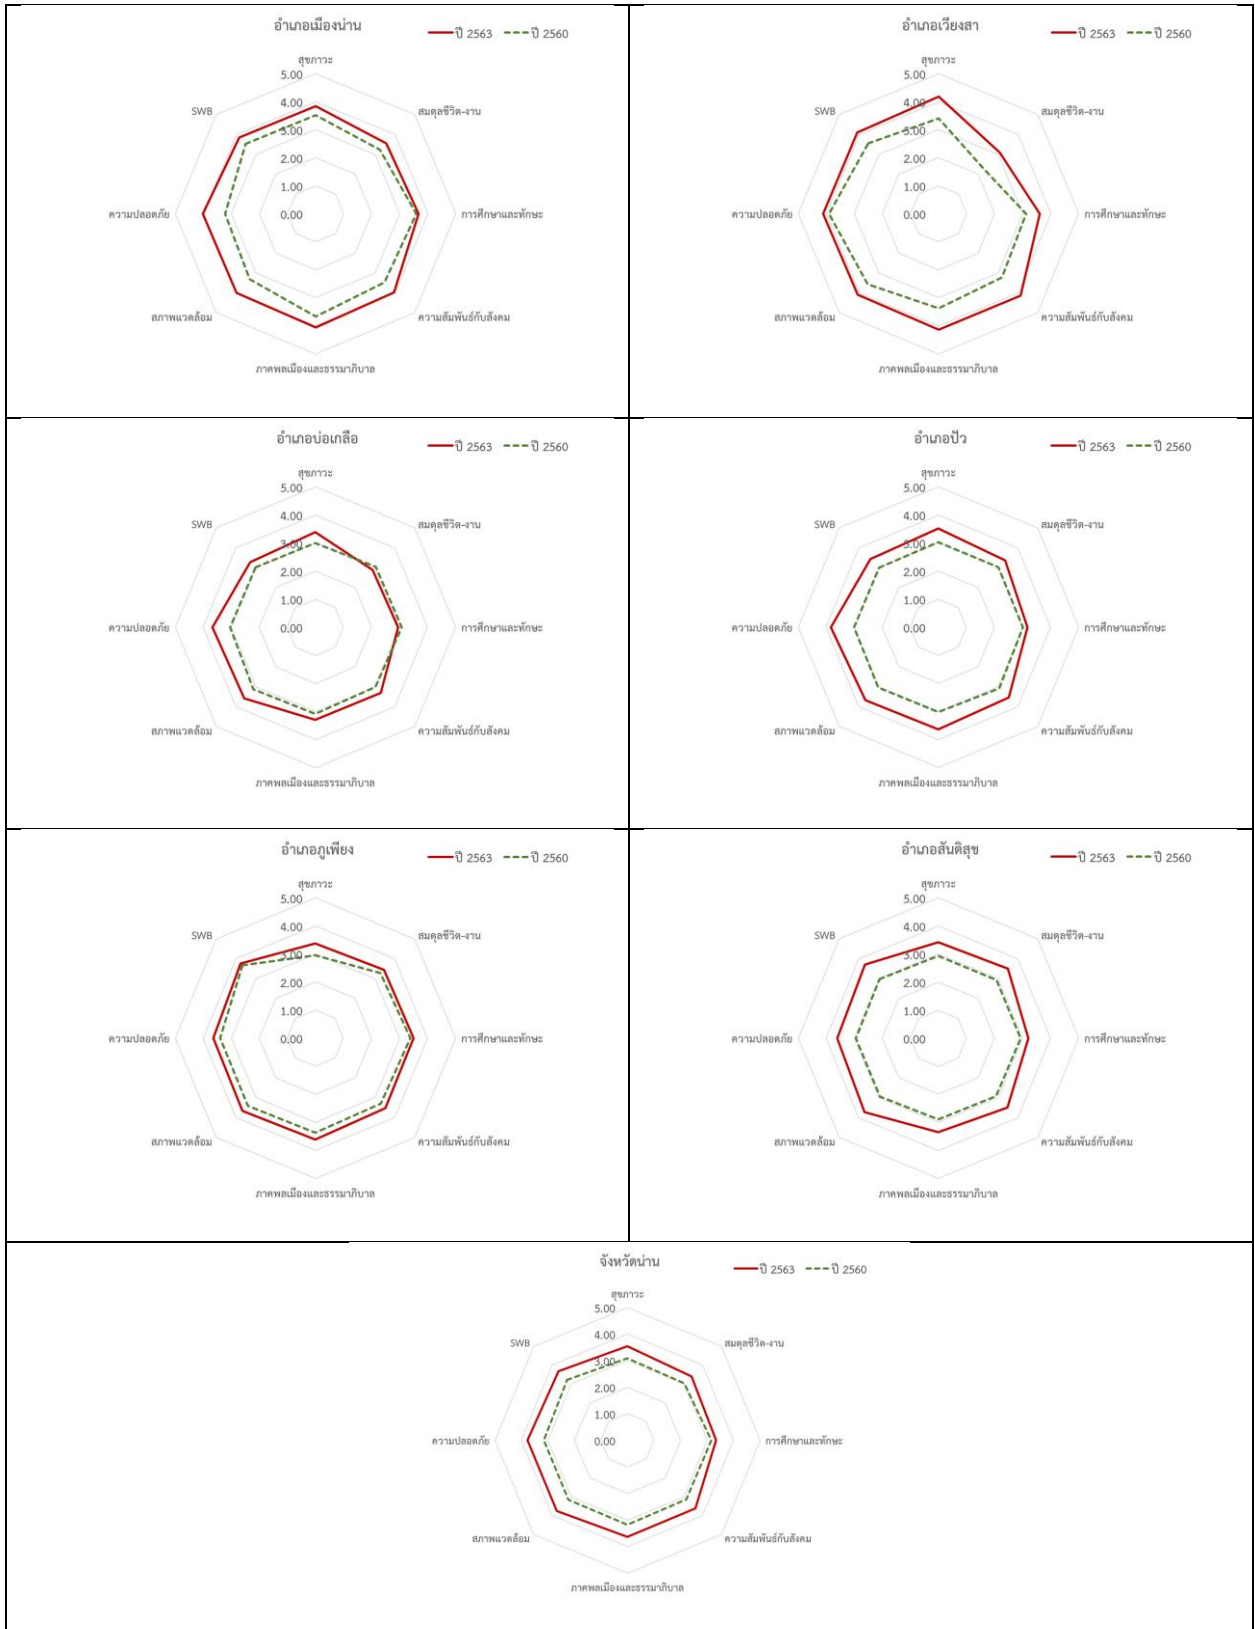 อำเภอเมืองน่าน
ปี 2563 ปี 2560
สุขภาวะ
5.00
4.00
3.00
2.00
1.00
0.00
สมดุลชีวิต-งาน
การศึกษาและทักษะ
ความสัมพันธ์กับสังคม
ภาคพลเมืองและธรรมาภิบาล
สภาพแวดล้อม
ความปลอดภัย
SWB
อำเภอเวียงสา
ปี 2563 ปี 2560
สุขภาวะ
5.00
4.00
3.00
2.00
1.00
0.00
สมดุลชีวิต-งาน
การศึกษาและทักษะ
ความสัมพันธ์กับสังคม
ภาคพลเมืองและธรรมาภิบาล
สภาพแวดล้อม
ความปลอดภัย
SWB
อำเภอบ่อเกลือ
ปี 2563 ปี 2560
สุขภาวะ
5.00
4.00
3.00
2.00
1.00
0.00
สมดุลชีวิต-งาน
การศึกษาและทักษะ
ความสัมพันธ์กับสังคม
ภาคพลเมืองและธรรมาภิบาล
สภาพแวดล้อม
ความปลอดภัย
SWB
อำเภอปัว
ปี 2563 ปี 2560
สุขภาวะ
5.00
4.00
3.00
2.00
1.00
0.00
สมดุลชีวิต-งาน
การศึกษาและทักษะ
ความสัมพันธ์กับสังคม
ภาคพลเมืองและธรรมาภิบาล
สภาพแวดล้อม
ความปลอดภัย
SWB
อำเภอภูเพียง
ปี 2563 ปี 2560
สุขภาวะ
5.00
4.00
3.00
2.00
1.00
0.00
สมดุลชีวิต-งาน
การศึกษาและทักษะ
ความสัมพันธ์กับสังคม
ภาคพลเมืองและธรรมาภิบาล
สภาพแวดล้อม
ความปลอดภัย
SWB
อำเภอสันติสุข
ปี 2563 ปี 2560
สุขภาวะ
5.00
4.00
3.00
2.00
1.00
0.00
สมดุลชีวิต-งาน
การศึกษาและทักษะ
ความสัมพันธ์กับสังคม
ภาคพลเมืองและธรรมาภิบาล
สภาพแวดล้อม
ความปลอดภัย
SWB
จังหวัดน่าน
ปี 2563 ปี 2560
สุขภาวะ
5.00
4.00
3.00
2.00
1.00
0.00
สมดุลชีวิต-งาน
การศึกษาและทักษะ
ความสัมพันธ์กับสังคม
ภาคพลเมืองและธรรมาภิบาล
สภาพแวดล้อม
ความปลอดภัย
SWB